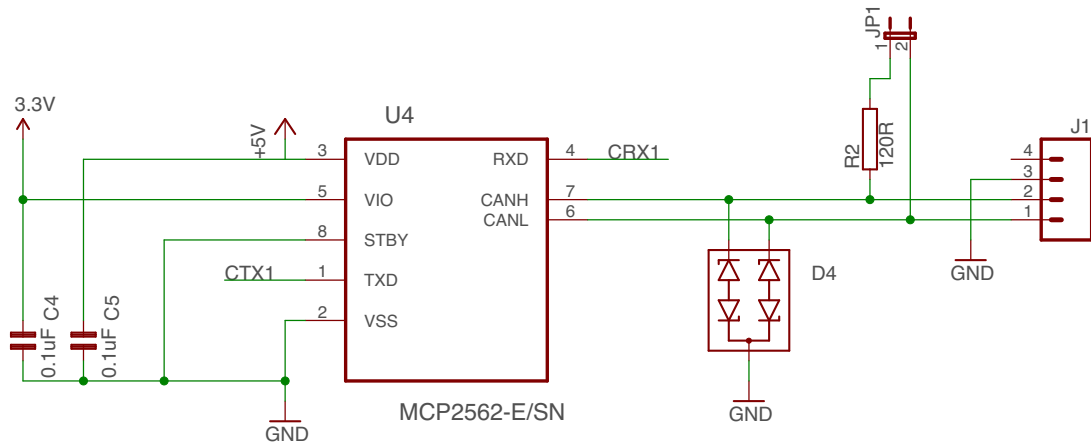 JP1
1
2
3.3V
+5V
U4
J1
R2
120R
3
VDD
RXD
4
CRX1
4
3
5
VIO
CANH
7
2
CANL
6
1
8
STBY
CTX1
1
TXD
D4
GND
2
VSS
0.1uF C4
0.1uF C5
GND
MCP2562-E/SN
GND